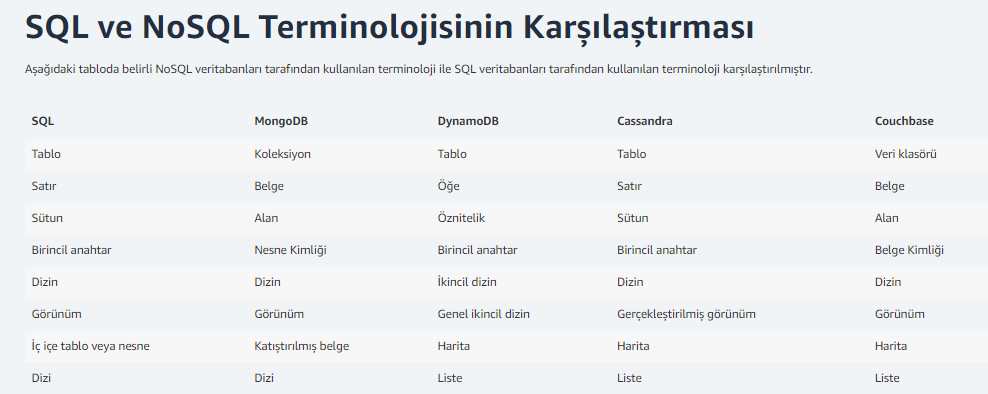 SQL ve NoSQL Terminolojisinin Karşılaştırması
Aşağıdaki tabloda belirli NoSQL veritabanları tarafından kullanılan terminoloji ile SQL veritabanları tarafından kullanılan terminoloji karşılaştırılmıştır.
SQL MongoDB DynamoDB Cassandra Couchbase
Tablo Koleksiyon Tablo Tablo Veri klasörü
Satır Belge Öğe Satır Belge
Sütun Alan Öznitelik Sütun Alan
Birincil anahtar Nesne Kimliği Birincil anahtar Birincil anahtar Belge Kimliği
Dizin Dizin İkincil dizin Dizin Dizin
Görünüm Görünüm Genel ikincil dizin Gerçekleştirilmiş görünüm Görünüm
İç içe tablo veya nesne Katıştırılmış belge Harita Harita Harita
Dizi Dizi Liste Liste Liste